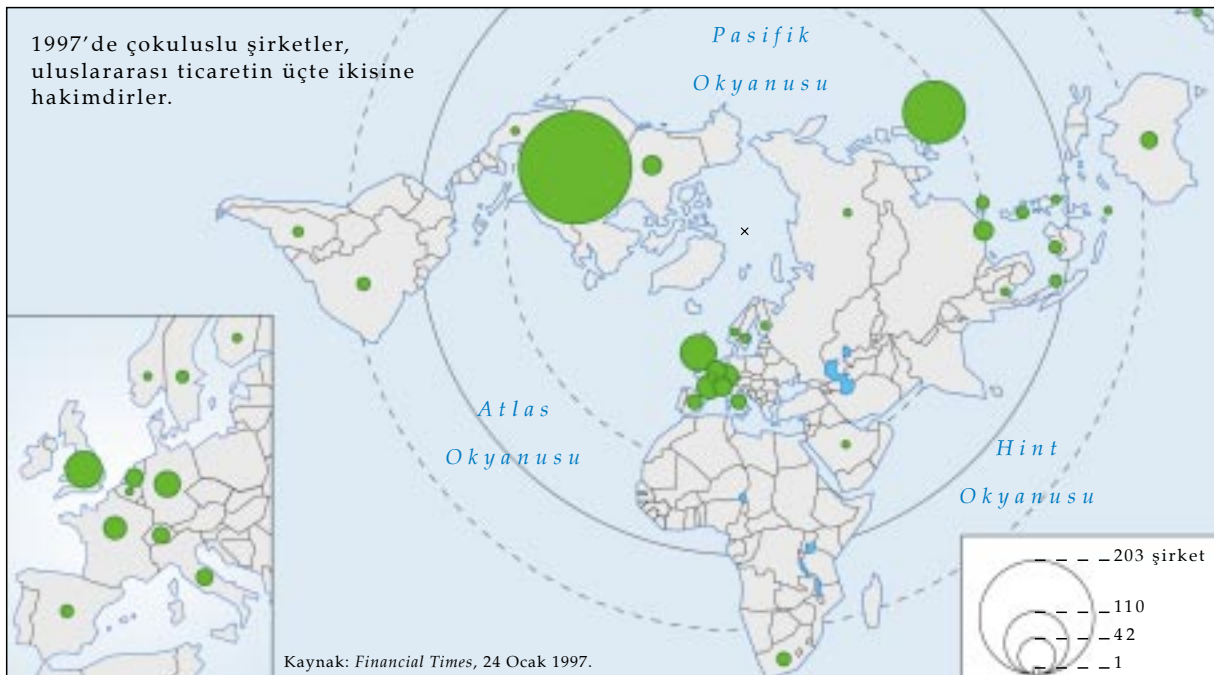 1997’de çokuluslu şirketler,
uluslararası ticaretin üçte ikisine
hakimdirler.
Pasifik
Okyanusu
Atlas
Okyanusu
Hint
Okyanusu
203 şirket
110
42
1
Kaynak: Financial Times, 24 Ocak 1997.